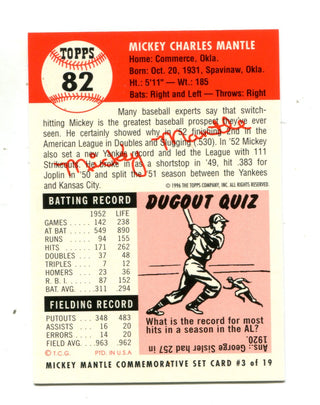 TOPPS
82
MICKEY CHARLES MANTLE
Home: Commerce, Okla.
Born: Oct. 20, 1931, Spavinaw, Okla.
Ht.: 5'11" – Wt.: 185
Bats: Right and Left – Throws: Right
Many baseball experts say that switch-
hitting Mickey is the greatest baseball prospect they've ever
seen. He certainly showed why in '52 finishing 2nd in the
American League in Doubles and Slugging (.530). In '52 Mickey
also set a new Yankee record and led the League with 111
Strikeouts. He broke in as a shortstop in '49, hit .383 for
Joplin in '50 and split the '51 season between the Yankees
and Kansas City.
Mickey Mantle
© 1996 THE TOPPS COMPANY, INC. ALL RIGHTS RESERVED.
BATTING RECORD
1952 LIFE
GAMES 142 238
AT BAT 549 890
RUNS 94 155
HITS 171 262
DOUBLES 37 48
TRIPLES 7 12
HOMERS 23 36
R. B. I. 87 152
BAT AVG. .311 .294
FIELDING RECORD
PUTOUTS 348 483
ASSISTS 16 20
ERRORS 14 20
FIELD AVG. .963 .962
© T.C.G. PTD. IN U.S.A.
DUGOUT QUIZ
What is the record for most
hits in a season in the AL?
Ans.: George Sisler had 257 in
1920.
MICKEY MANTLE COMMEMORATIVE SET CARD #3 OF 19